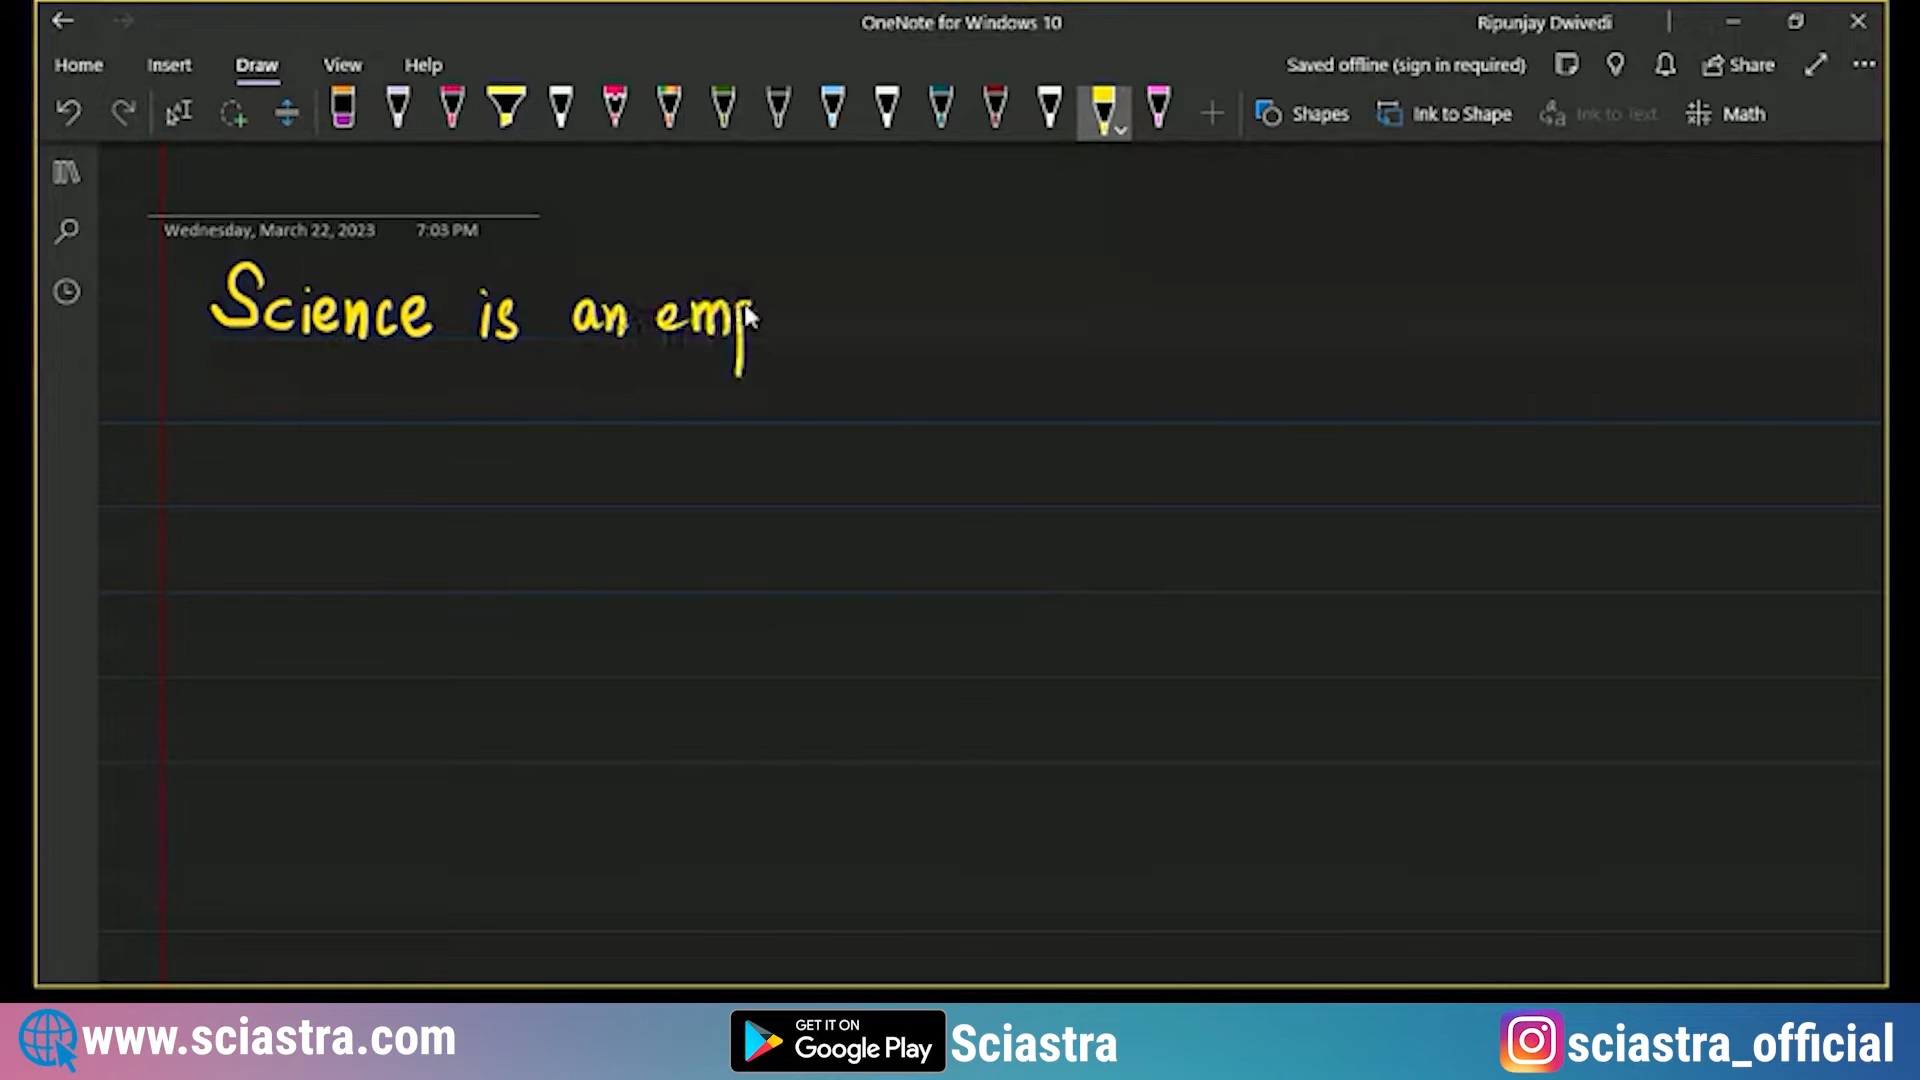 OneNote for Windows 10 Ripunjay Dwivedi
Home Insert Draw View Help Saved offline (sign in required) Share
Shapes Ink to Shape Ink to Text Math
Wednesday, March 22, 2023 7:03 PM
Science is an emp
www.sciastra.com GET IT ON Google Play Sciastra sciastra_official